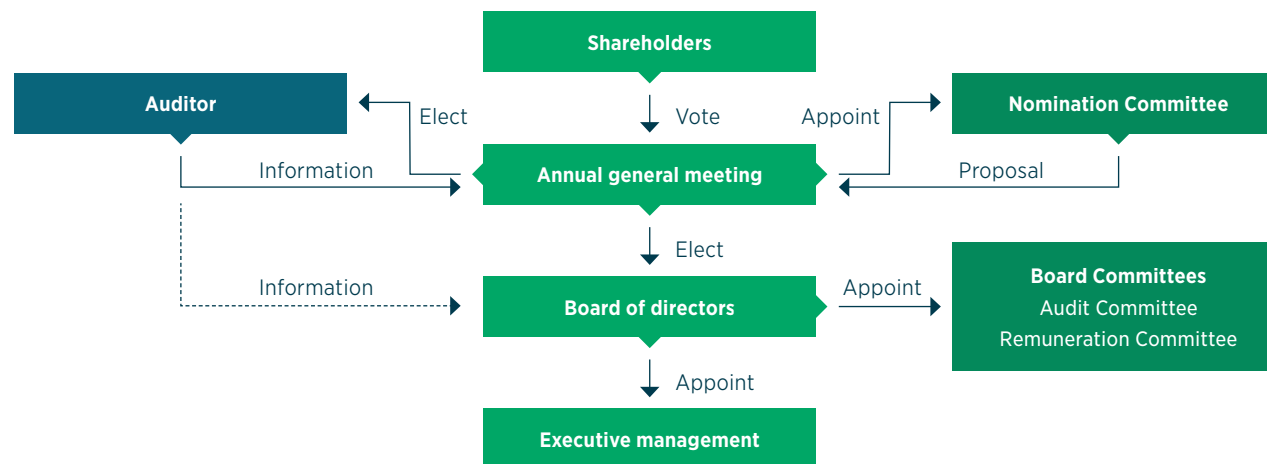 Shareholders
Auditor
Nomination Committee
Elect
Vote
Appoint
Information
Annual general meeting
Proposal
Elect
Information
Board of directors
Appoint
Board Committees
Audit Committee
Remuneration Committee
Appoint
Executive management